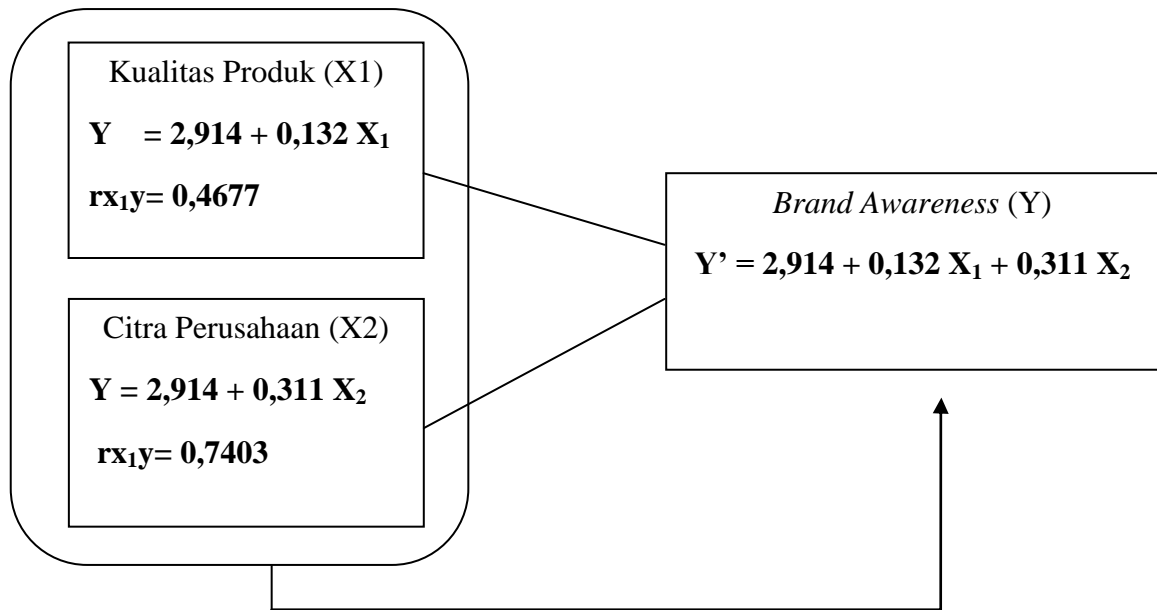 Kualitas Produk (X1)
Y = 2,914 + 0,132 X₁
rx₁y= 0,4677
Citra Perusahaan (X2)
Y = 2,914 + 0,311 X₂
rx₁y= 0,7403
Brand Awareness (Y)
Y’ = 2,914 + 0,132 X₁ + 0,311 X₂